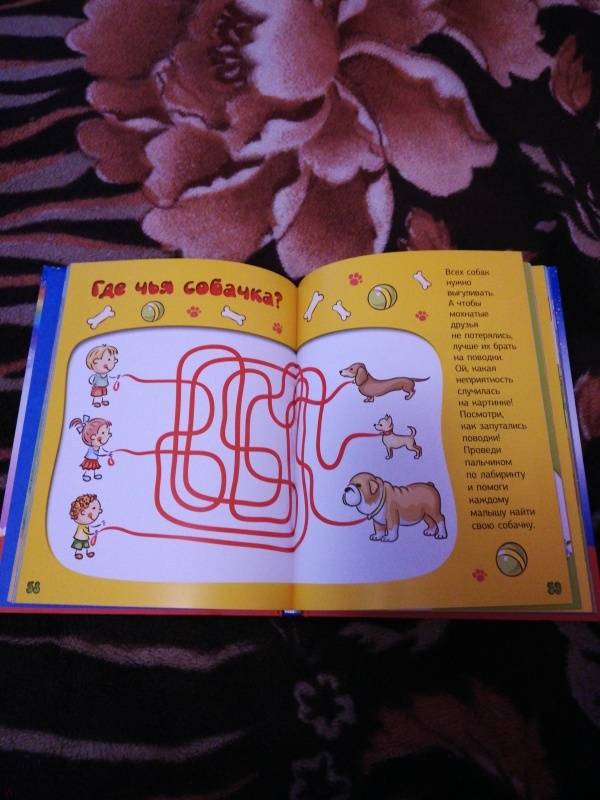 Где чья собачка?
Всех собак
нужно
выгуливать.
А чтобы
мохнатые
друзья
не потерялись,
лучше их брать
на поводки.
Ой, какая
неприятность
случилась
на картинке!
Посмотри,
как запутались
поводки!
Проведи
пальчиком
по лабиринту
и помоги
каждому
малышу найти
свою собачку.
58
59